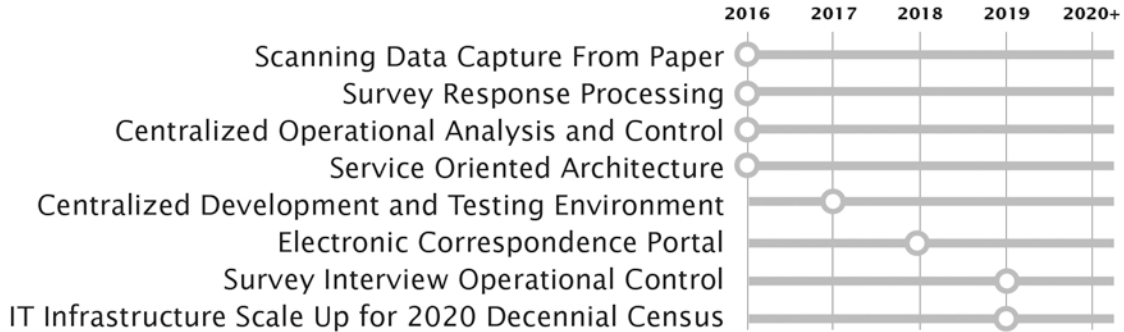 2016 2017 2018 2019 2020+
Scanning Data Capture From Paper
Survey Response Processing
Centralized Operational Analysis and Control
Service Oriented Architecture
Centralized Development and Testing Environment
Electronic Correspondence Portal
Survey Interview Operational Control
IT Infrastructure Scale Up for 2020 Decennial Census